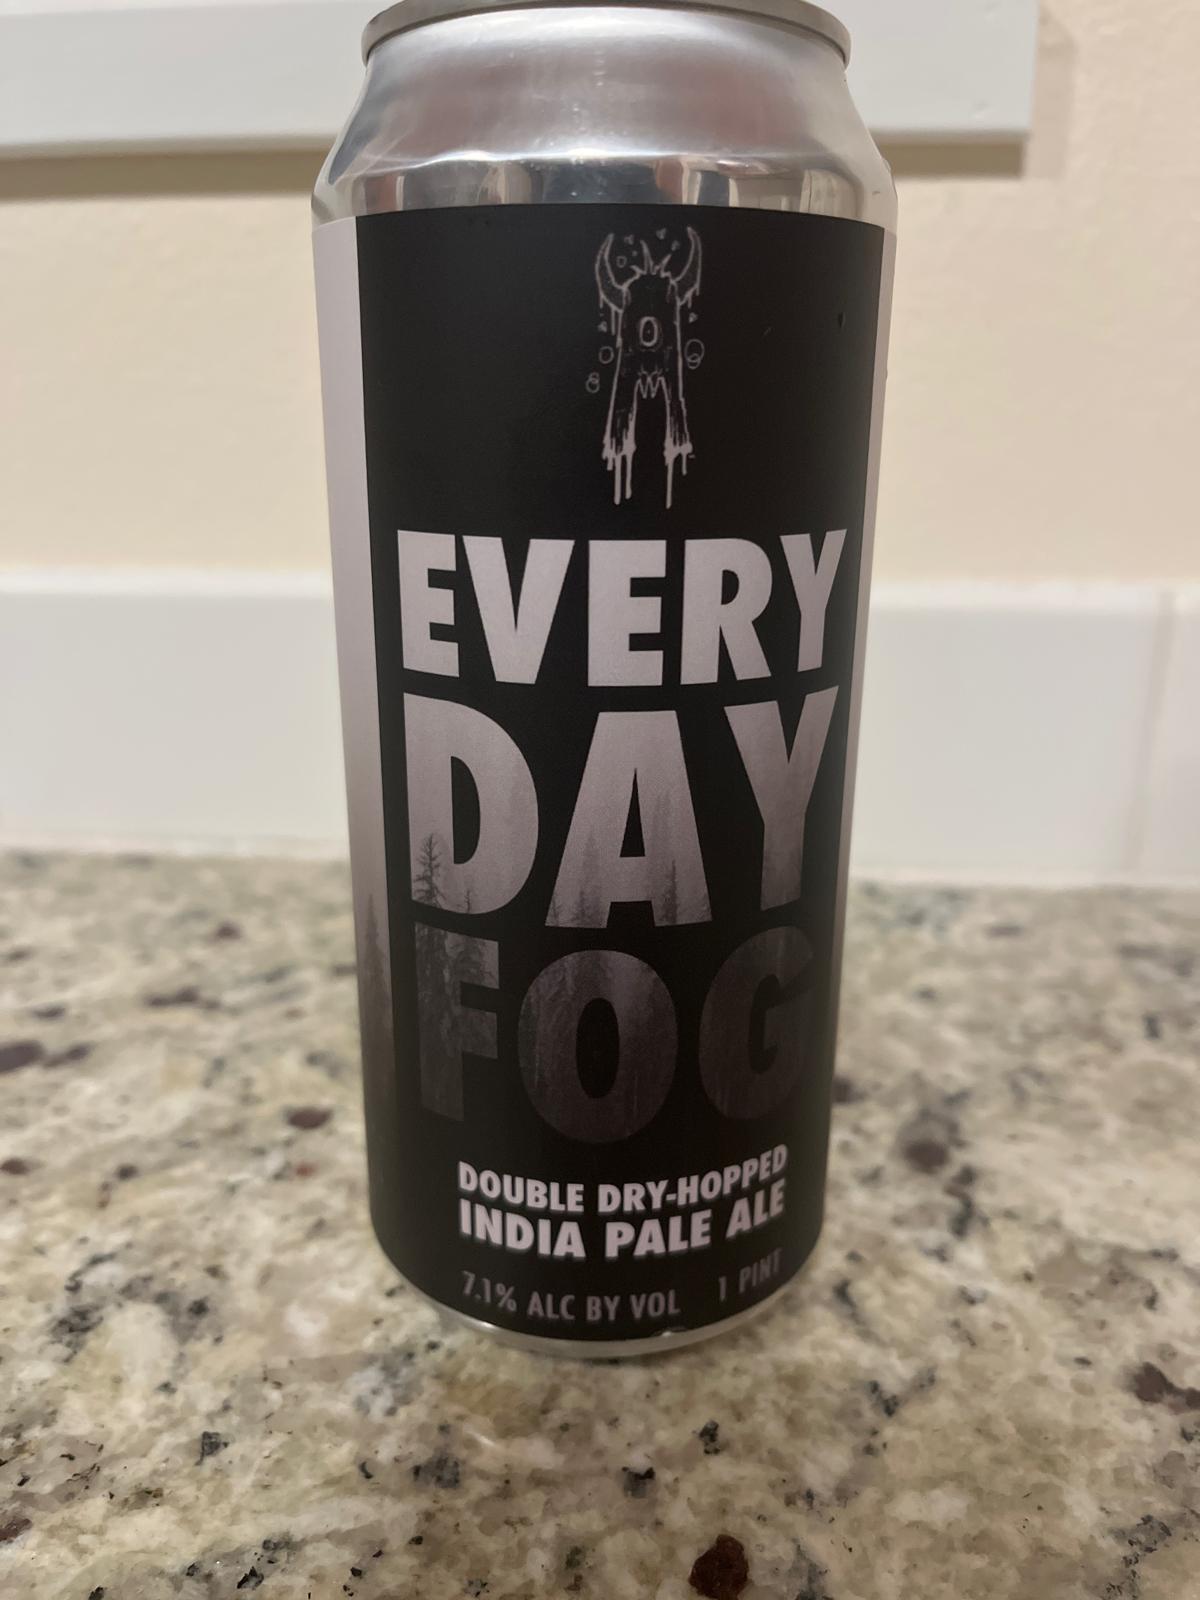 EVERY
DAY
FOG
DOUBLE DRY-HOPPED
INDIA PALE ALE
7.1% ALC BY VOL 1 PINT